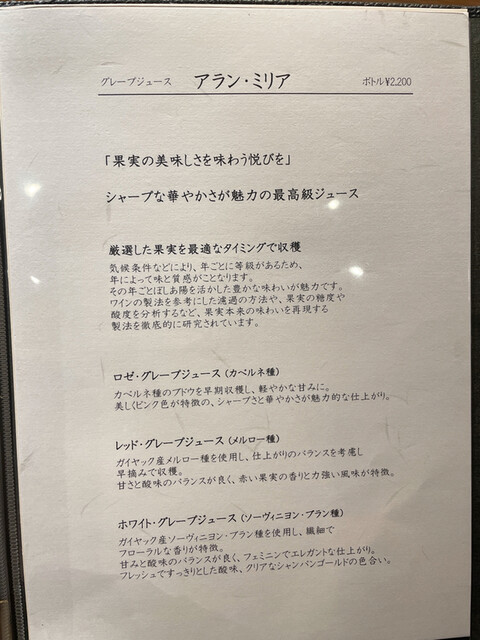 グレープジュース アラン・ミリア ボトル¥2,200
「果実の美味しさを味わう悦びを」
シャープな華やかさが魅力の最高級ジュース
厳選した果実を最適なタイミングで収穫
気候条件などにより、年ごとに等級があるため、
年によって味と質感がことなります。
その年ごとぼしあ陽を活かした豊かな味わいが魅力です。
ワインの製法を参考にした濾過の方法や、果実の糖度や
酸度を分析するなど、果実本来の味わいを再現する
製法を徹底的に研究されています。
ロゼ・グレープジュース (カベルネ種)
カベルネ種のブドウを早期収穫し、軽やかな甘みに。
美しくピンク色が特徴の、シャープさと華やかさが魅力的な仕上がり。
レッド・グレープジュース (メルロー種)
ガイヤック産メルロー種を使用し、仕上がりのバランスを考慮し
早摘みで収穫。
甘さと酸味のバランスが良く、赤い果実の香りと力強い風味が特徴。
ホワイト・グレープジュース (ソーヴィニヨン・ブラン種)
ガイヤック産ソーヴィニヨン・ブラン種を使用し、繊細で
フローラルな香りが特徴。
甘みと酸味のバランスが良く、フェミニンでエレガントな仕上がり。
フレッシュですっきりとした酸味、クリアなシャンパンゴールドの色合い。